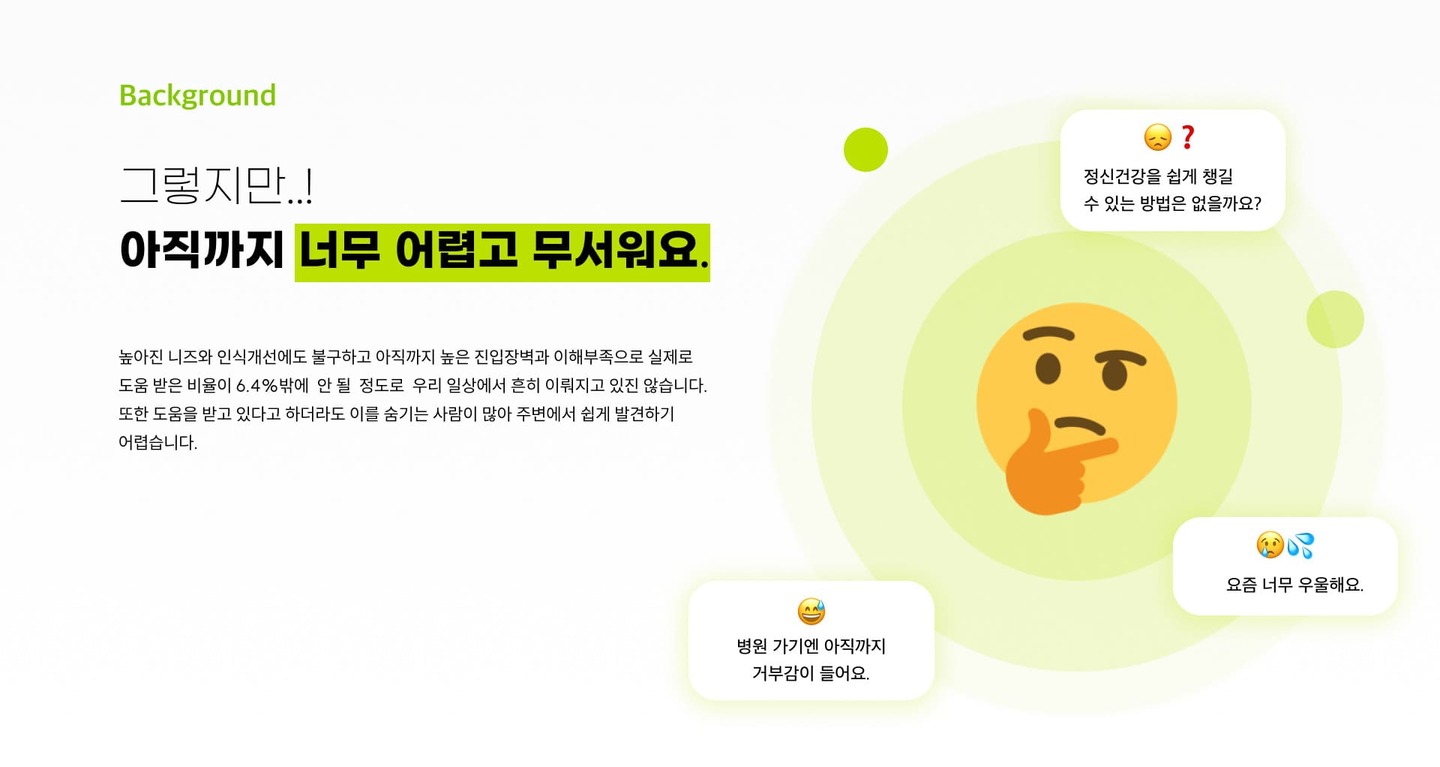 Background
그렇지만..!
아직까지 너무 어렵고 무서워요.
높아진 니즈와 인식개선에도 불구하고 아직까지 높은 진입장벽과 이해부족으로 실제로
도움 받은 비율이 6.4%밖에 안 될 정도로 우리 일상에서 흔히 이뤄지고 있진 않습니다.
또한 도움을 받고 있다고 하더라도 이를 숨기는 사람이 많아 주변에서 쉽게 발견하기
어렵습니다.
😞❓
정신건강을 쉽게 챙길
수 있는 방법은 없을까요?
😢💦
요즘 너무 우울해요.
😅
병원 가기엔 아직까지
거부감이 들어요.